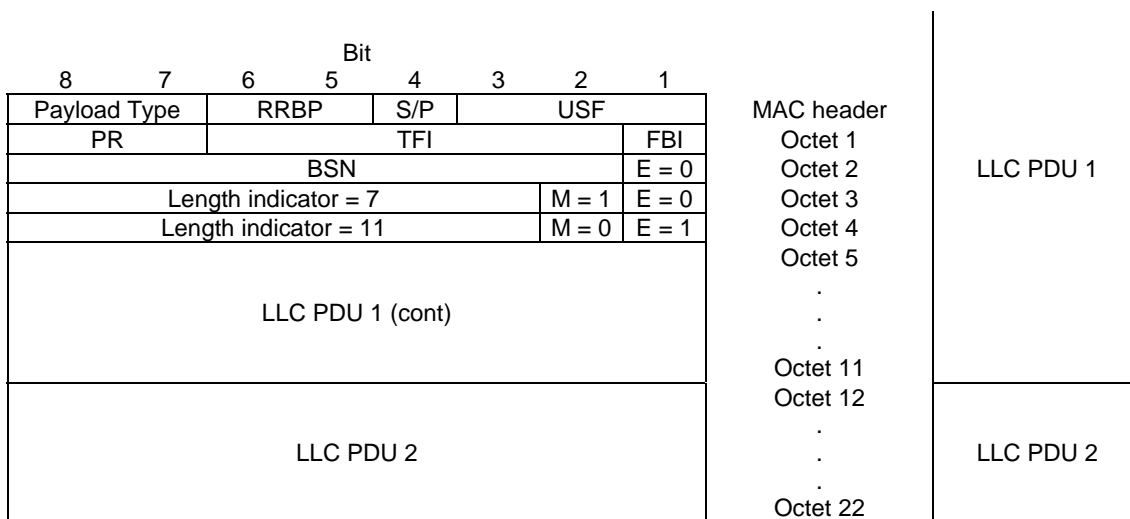 Bit
8 7 6 5 4 3 2 1
Payload Type RRBP S/P USF MAC header
PR TFI FBI Octet 1
BSN E = 0 Octet 2 LLC PDU 1
Length indicator = 7 M = 1 E = 0 Octet 3
Length indicator = 11 M = 0 E = 1 Octet 4
Octet 5
.
LLC PDU 1 (cont) .
.
Octet 11
Octet 12
.
LLC PDU 2 . LLC PDU 2
.
Octet 22